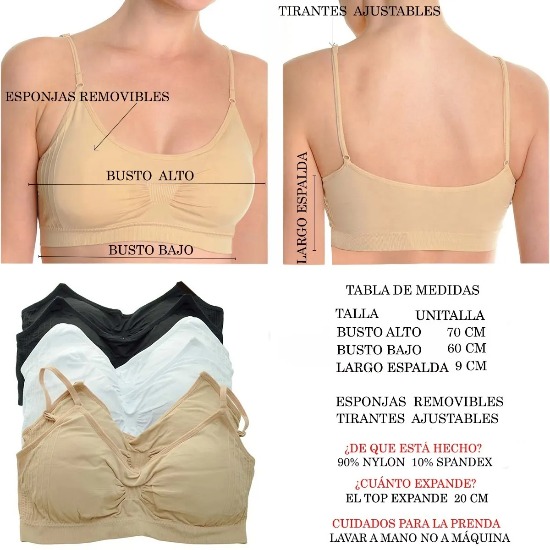 TIRANTES AJUSTABLES
ESPONJAS REMOVIBLES
BUSTO ALTO
BUSTO BAJO
LARGO ESPALDA
TABLA DE MEDIDAS
TALLA UNITALLA
BUSTO ALTO 70 CM
BUSTO BAJO 60 CM
LARGO ESPALDA 9 CM
ESPONJAS REMOVIBLES
TIRANTES AJUSTABLES
¿DE QUE ESTÁ HECHO?
90% NYLON 10% SPANDEX
¿CUÁNTO EXPANDE?
EL TOP EXPANDE 20 CM
CUIDADOS PARA LA PRENDA
LAVAR A MANO NO A MÁQUINA